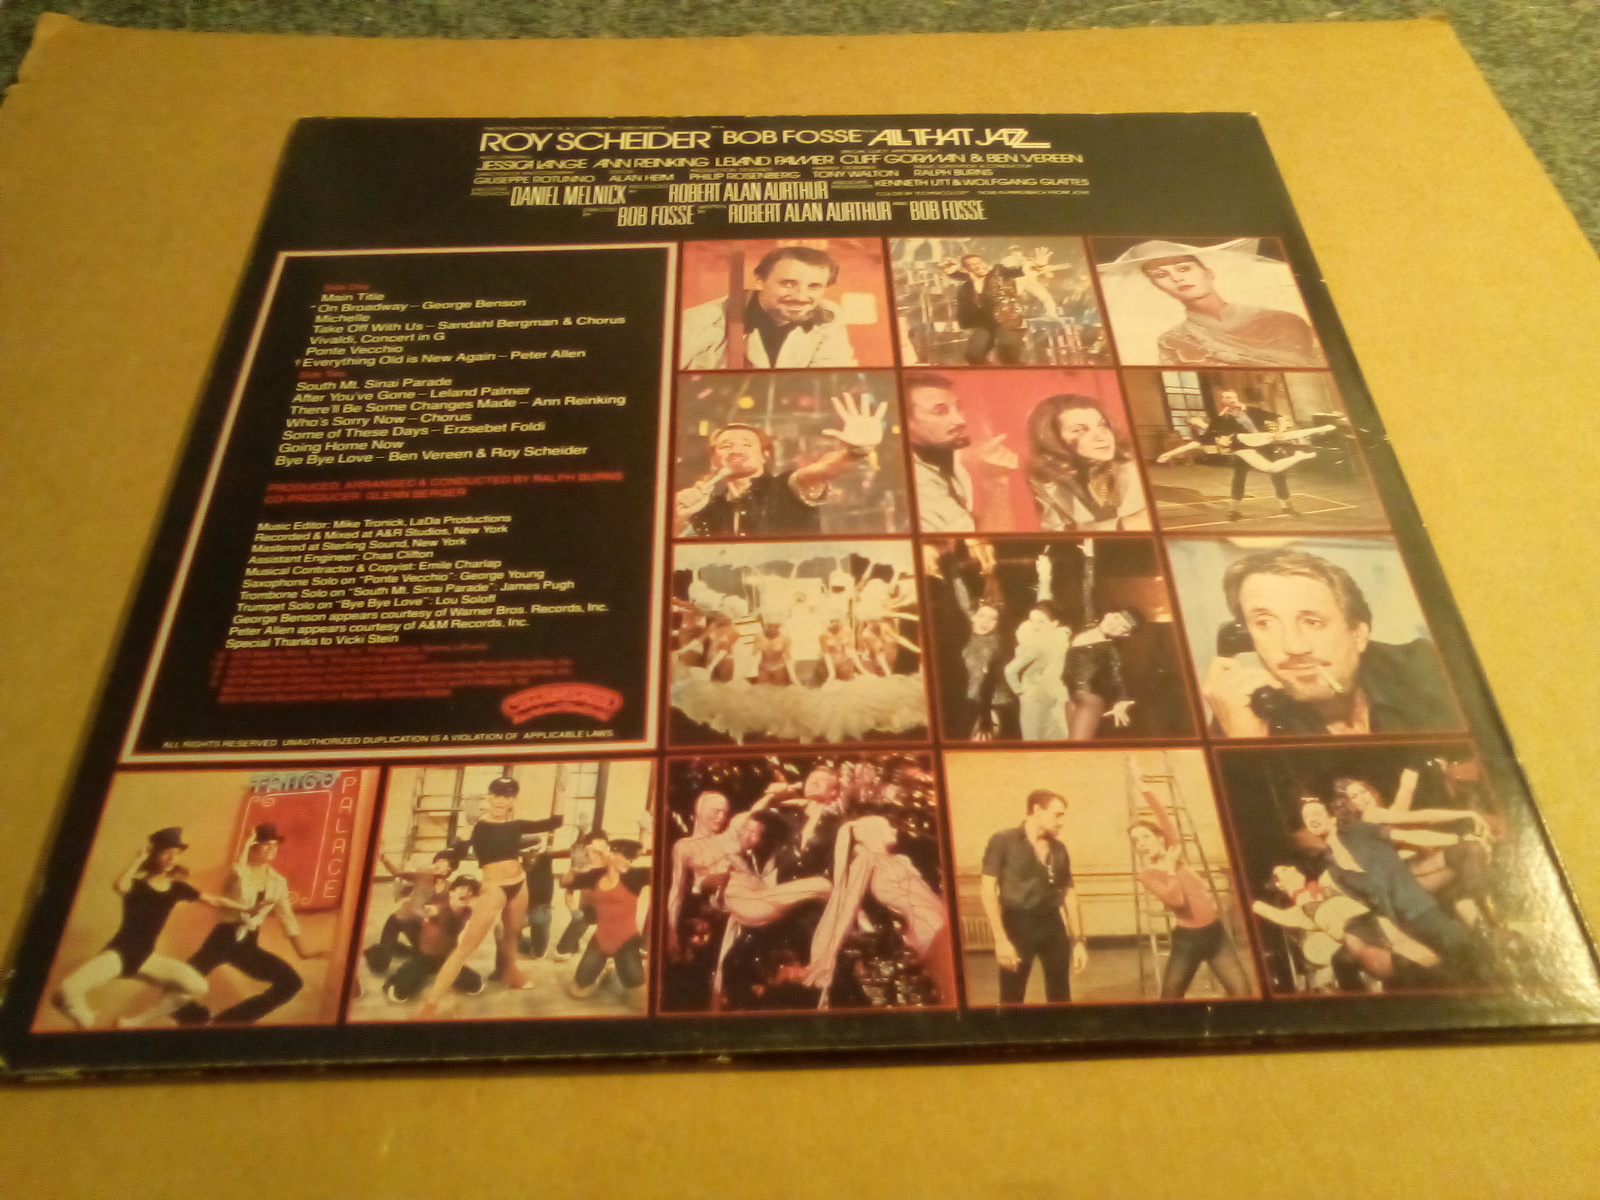 ROY SCHEIDER BOB FOSSE ALL THAT JAZZ
JESSICA LANGE ANN REINKING LELAND PALMER CLIFF GORMAN & BEN VEREEN
GIUSEPPE ROTUNNO ALAN HEIM PHILIP ROSENBERG TONY WALTON RALPH BURNS
DANIEL MELNICK ROBERT ALAN AURTHUR KENNETH UTT & WOLFGANG GLATTES
BOB FOSSE ROBERT ALAN AURTHUR AND BOB FOSSE
Side One
Main Title
*On Broadway – George Benson
Michelle
Take Off With Us – Sandahl Bergman & Chorus
Vivaldi, Concert in G
Ponte Vecchio
†Everything Old is New Again – Peter Allen
Side Two
South Mt. Sinai Parade
After You've Gone – Leland Palmer
There'll Be Some Changes Made – Ann Reinking
Who's Sorry Now – Chorus
Some of These Days – Erzsebet Foldi
Going Home Now
Bye Bye Love – Ben Vereen & Roy Scheider
PRODUCED, ARRANGED & CONDUCTED BY RALPH BURNS
CO-PRODUCER: GLENN BERGER
Music Editor: Mike Tronick, LaDa Productions
Recorded & Mixed at A&R Studios, New York
Mastered at Sterling Sound, New York
Assistant Engineer: Chas Clifton
Musical Contractor & Copyist: Emile Charlap
Saxophone Solo on "Ponte Vecchio": George Young
Trombone Solo on "South Mt. Sinai Parade": James Pugh
Trumpet Solo on "Bye Bye Love": Lou Soloff
George Benson appears courtesy of Warner Bros. Records, Inc.
Peter Allen appears courtesy of A&M Records, Inc.
Special Thanks to Vicki Stein
ALL RIGHTS RESERVED. UNAUTHORIZED DUPLICATION IS A VIOLATION OF APPLICABLE LAWS.
TANGO
PALACE